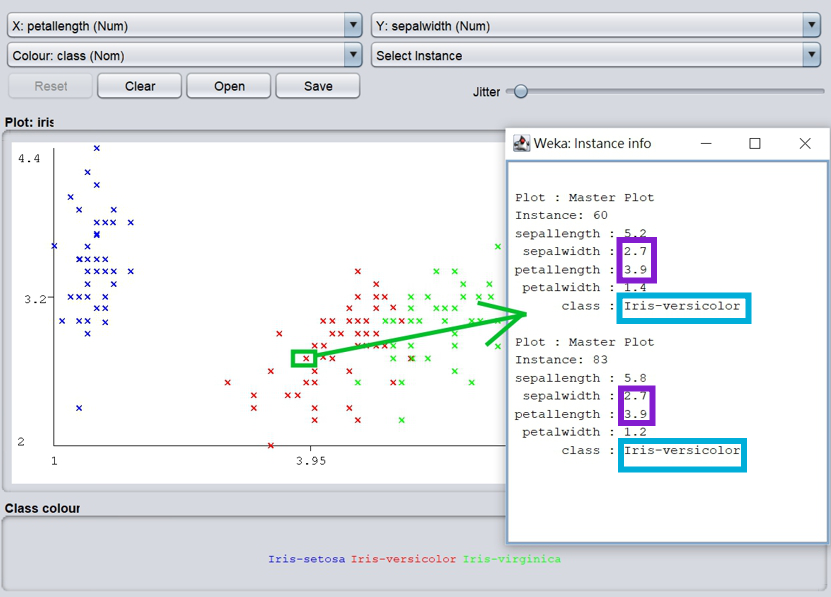 X: petallength (Num)
Y: sepalwidth (Num)
Colour: class (Nom)
Select Instance
Reset
Clear
Open
Save
Jitter
Plot: iris
4.4
3.2
2
1
3.95
Weka: Instance info
Plot : Master Plot
Instance: 60
sepallength : 5.2
sepalwidth : 2.7
petallength : 3.9
petalwidth : 1.4
class : Iris-versicolor
Plot : Master Plot
Instance: 83
sepallength : 5.8
sepalwidth : 2.7
petallength : 3.9
petalwidth : 1.2
class : Iris-versicolor
Class colour
Iris-setosa Iris-versicolor Iris-virginica